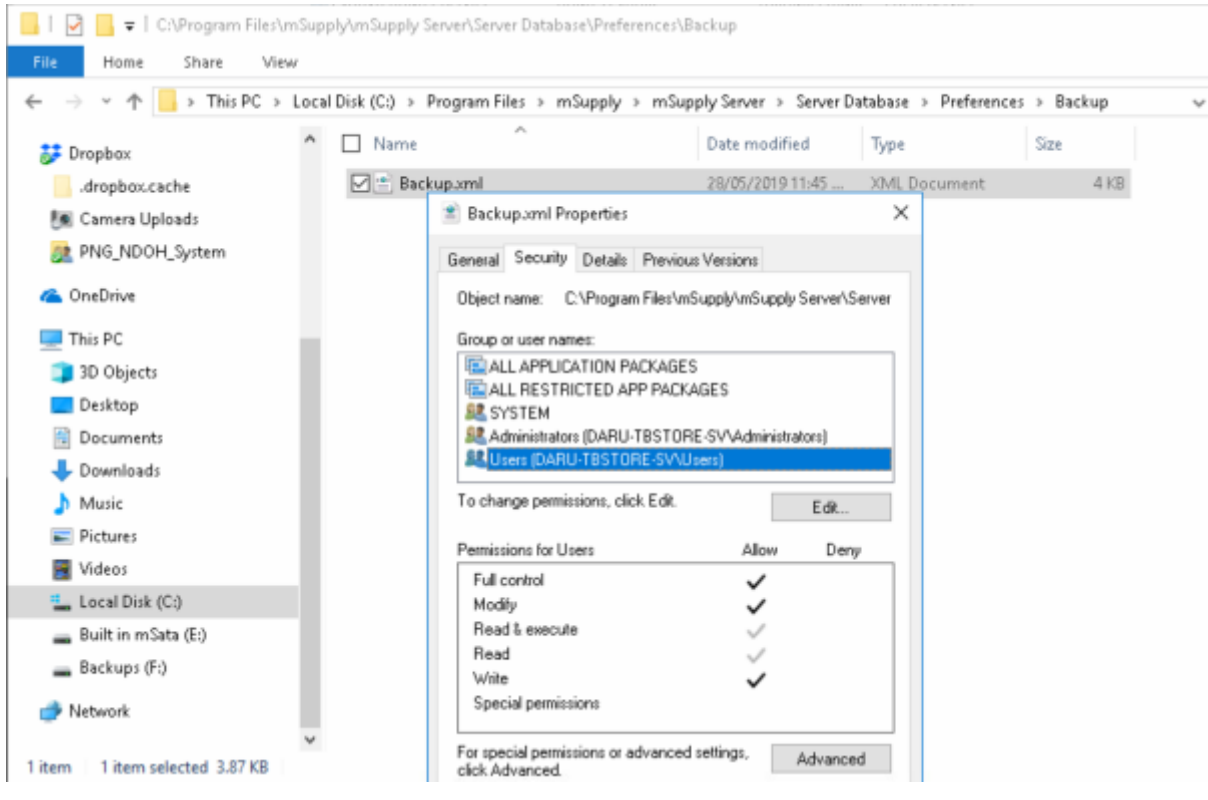 C:\Program Files\mSupply\mSupply Server\Server Database\Preferences\Backup
File Home Share View
This PC Local Disk (C:) Program Files mSupply mSupply Server Server Database Preferences Backup
Name Date modified Type Size
Backup.xml 28/05/2019 11:45 ... XML Document 4 KB
Dropbox
.dropbox.cache
Camera Uploads
PNG_NDOH_System
OneDrive
This PC
3D Objects
Desktop
Documents
Downloads
Music
Pictures
Videos
Local Disk (C:)
Built in mSata (E:)
Backups (F:)
Network
1 item 1 item selected 3.87 KB
Backup.xml Properties
General Security Details Previous Versions
Object name: C:\Program Files\mSupply\mSupply Server\Server
Group or user names:
ALL APPLICATION PACKAGES
ALL RESTRICTED APP PACKAGES
SYSTEM
Administrators (DARU-TBSTORE-SV\Administrators)
Users (DARU-TBSTORE-SV\Users)
To change permissions, click Edit.
Edit...
Permissions for Users Allow Deny
Full control
Modify
Read & execute
Read
Write
Special permissions
For special permissions or advanced settings,
click Advanced.
Advanced